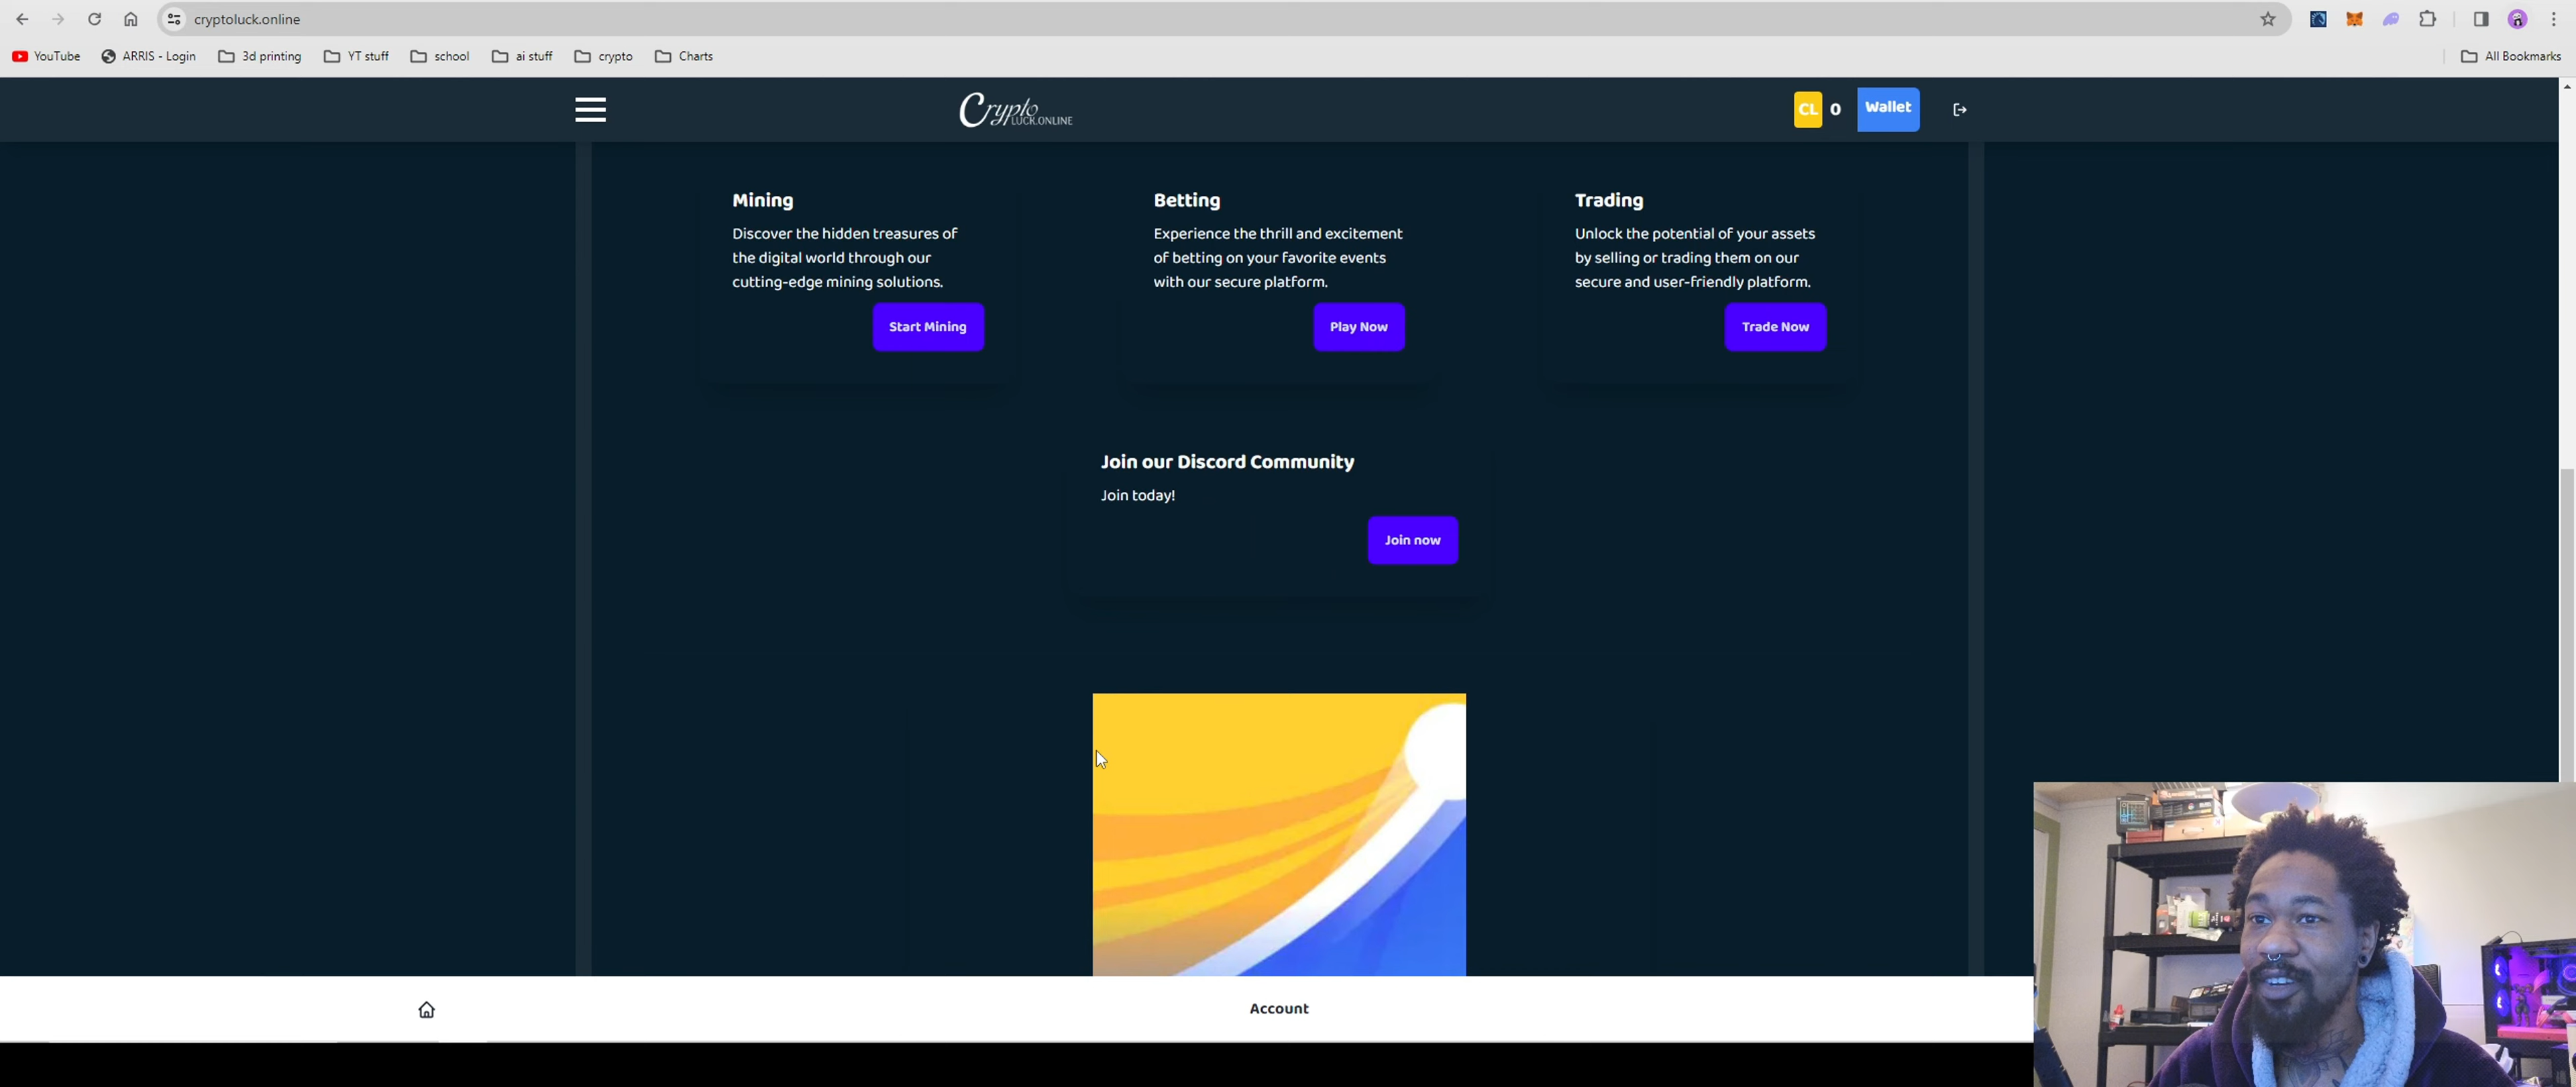 cryptoluck.online
YouTube
ARRIS - Login
3d printing
YT stuff
school
ai stuff
crypto
Charts
All Bookmarks
Crypto
LUCK.ONLINE
CL 0
Wallet
Mining
Discover the hidden treasures of
the digital world through our
cutting-edge mining solutions.
Start Mining
Betting
Experience the thrill and excitement
of betting on your favorite events
with our secure platform.
Play Now
Trading
Unlock the potential of your assets
by selling or trading them on our
secure and user-friendly platform.
Trade Now
Join our Discord Community
Join today!
Join now
Account